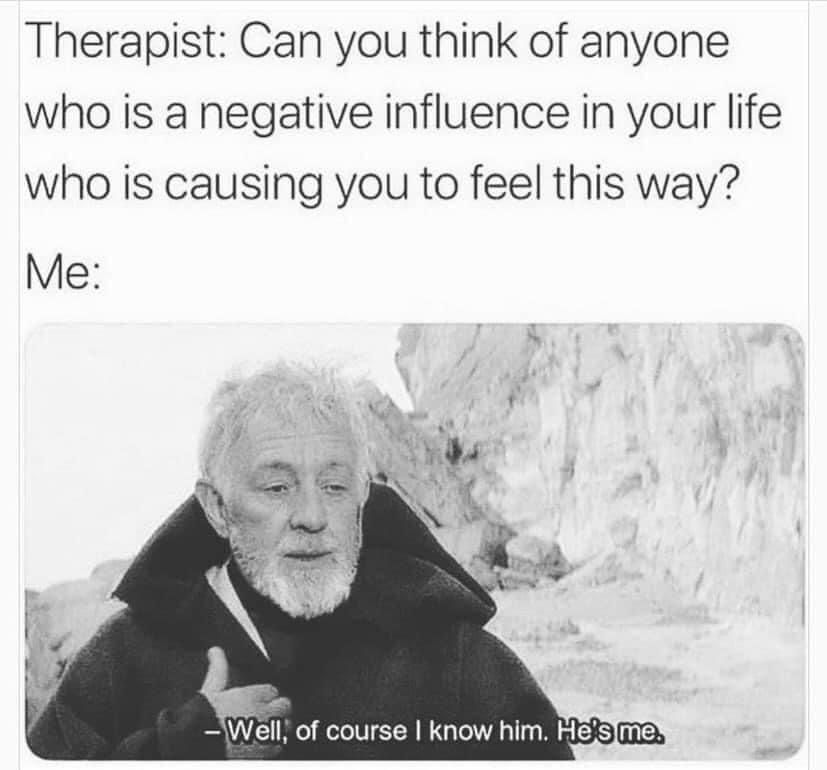 Therapist: Can you think of anyone
who is a negative influence in your life
who is causing you to feel this way?
Me:
– Well, of course I know him. He's me.